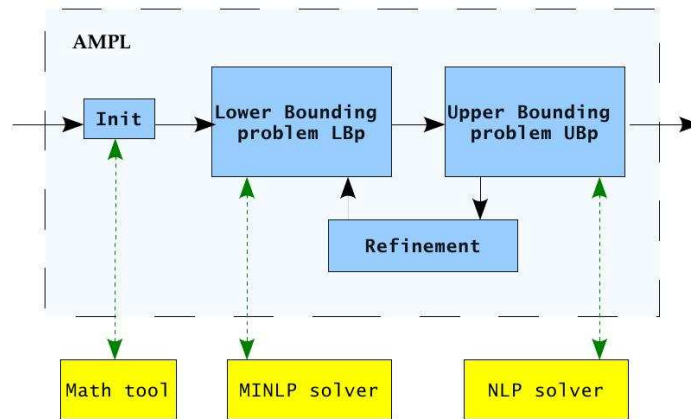 AMPL
Init
Lower Bounding
problem LBp
Upper Bounding
problem UBp
Refinement
Math tool
MINLP solver
NLP solver